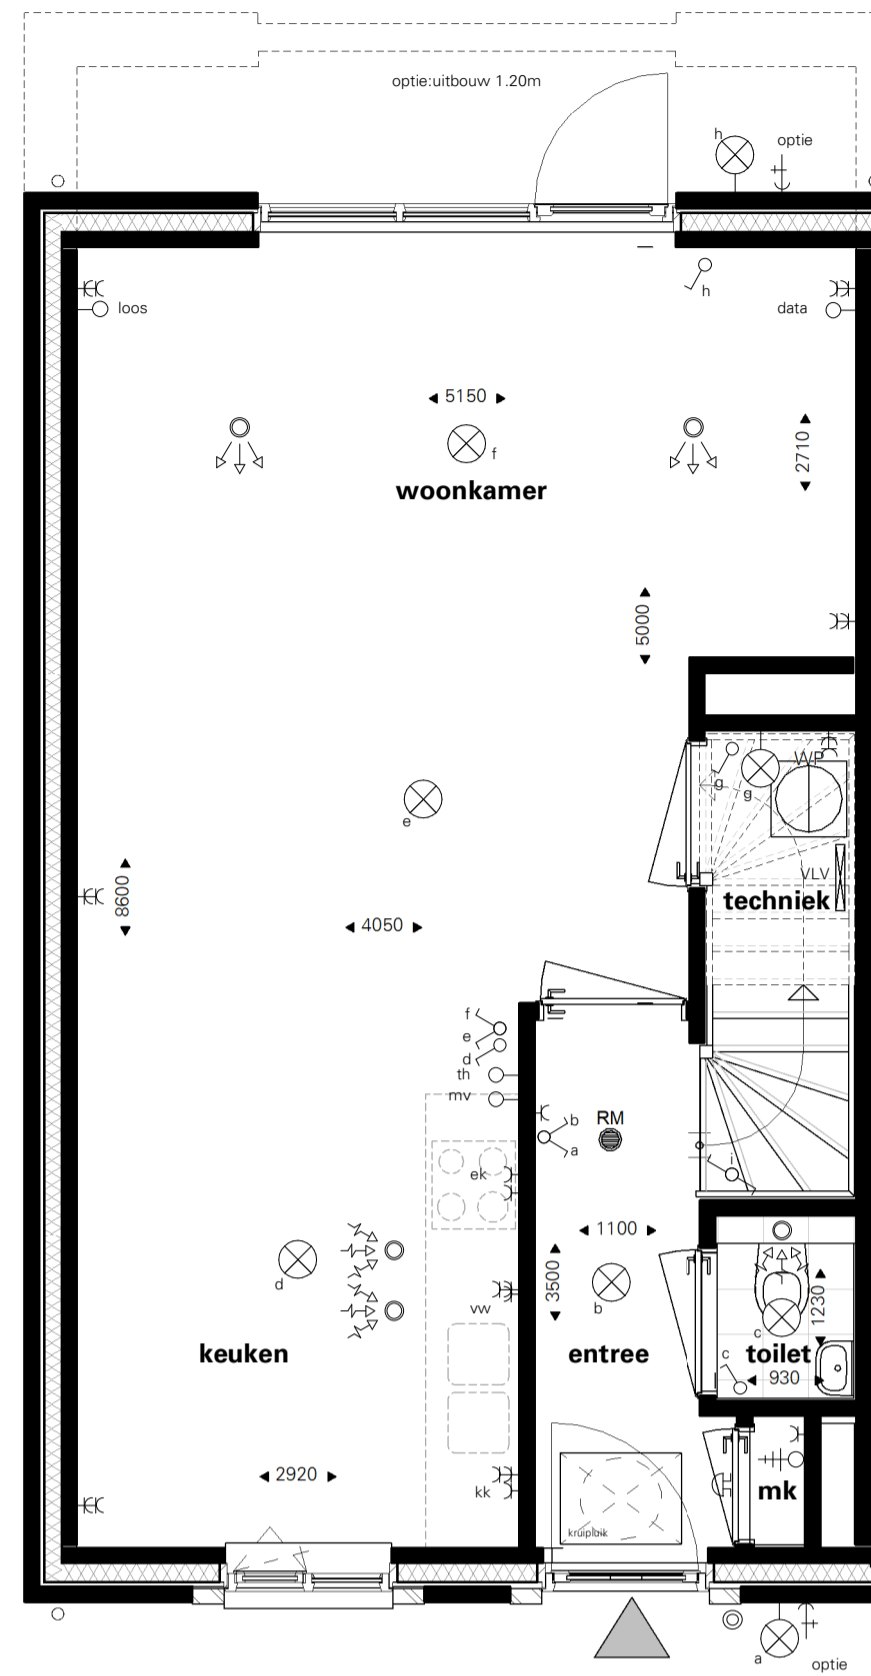 optie:uitbouw 1.20m
h
optie
h
loos
data
5150
f
2710
woonkamer
5000
WP
g
g
e
VLV
techniek
8600
4050
f
e
d
th
mv
RM
b
a
ek
i
1100
3500
b
d
1230
vw
c
keuken
entree
c
toilet
930
2920
kk
mk
kruipluik
a
optie